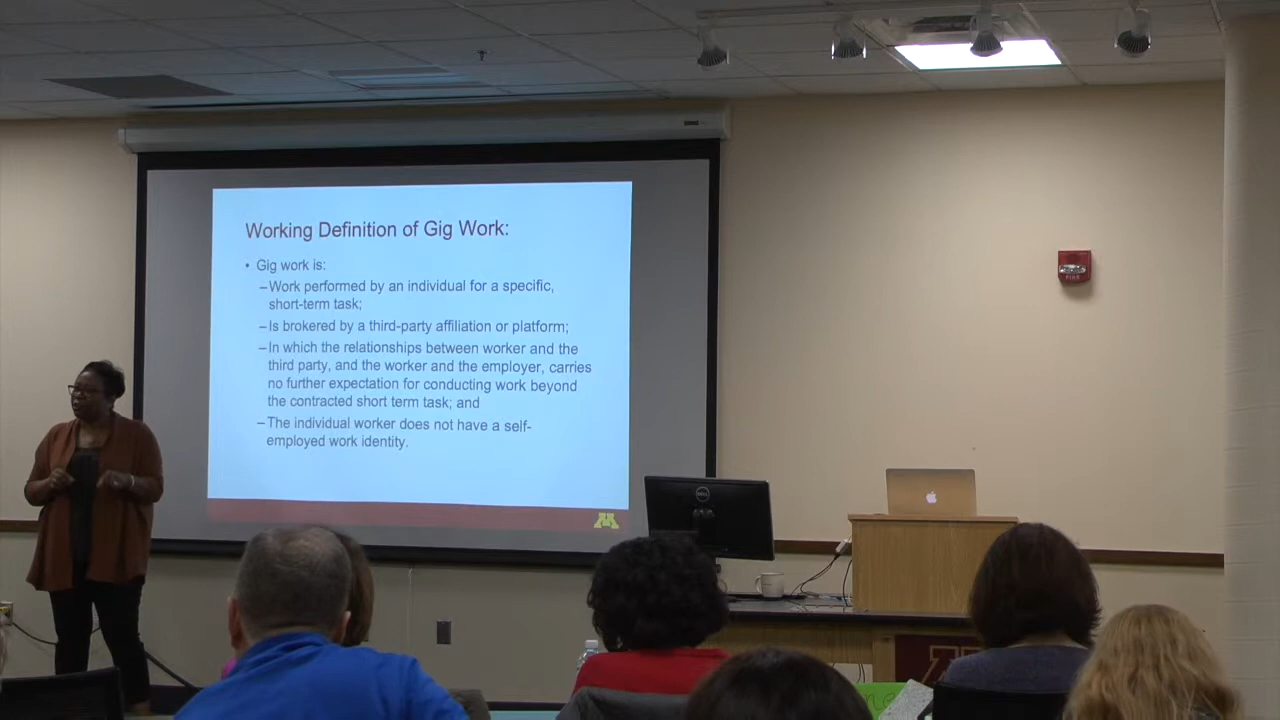 Working Definition of Gig Work:
• Gig work is:
–Work performed by an individual for a specific,
short-term task;
–Is brokered by a third-party affiliation or platform;
–In which the relationships between worker and the
third party, and the worker and the employer, carries
no further expectation for conducting work beyond
the contracted short term task; and
–The individual worker does not have a self-
employed work identity.
M
DELL
FIRE
M